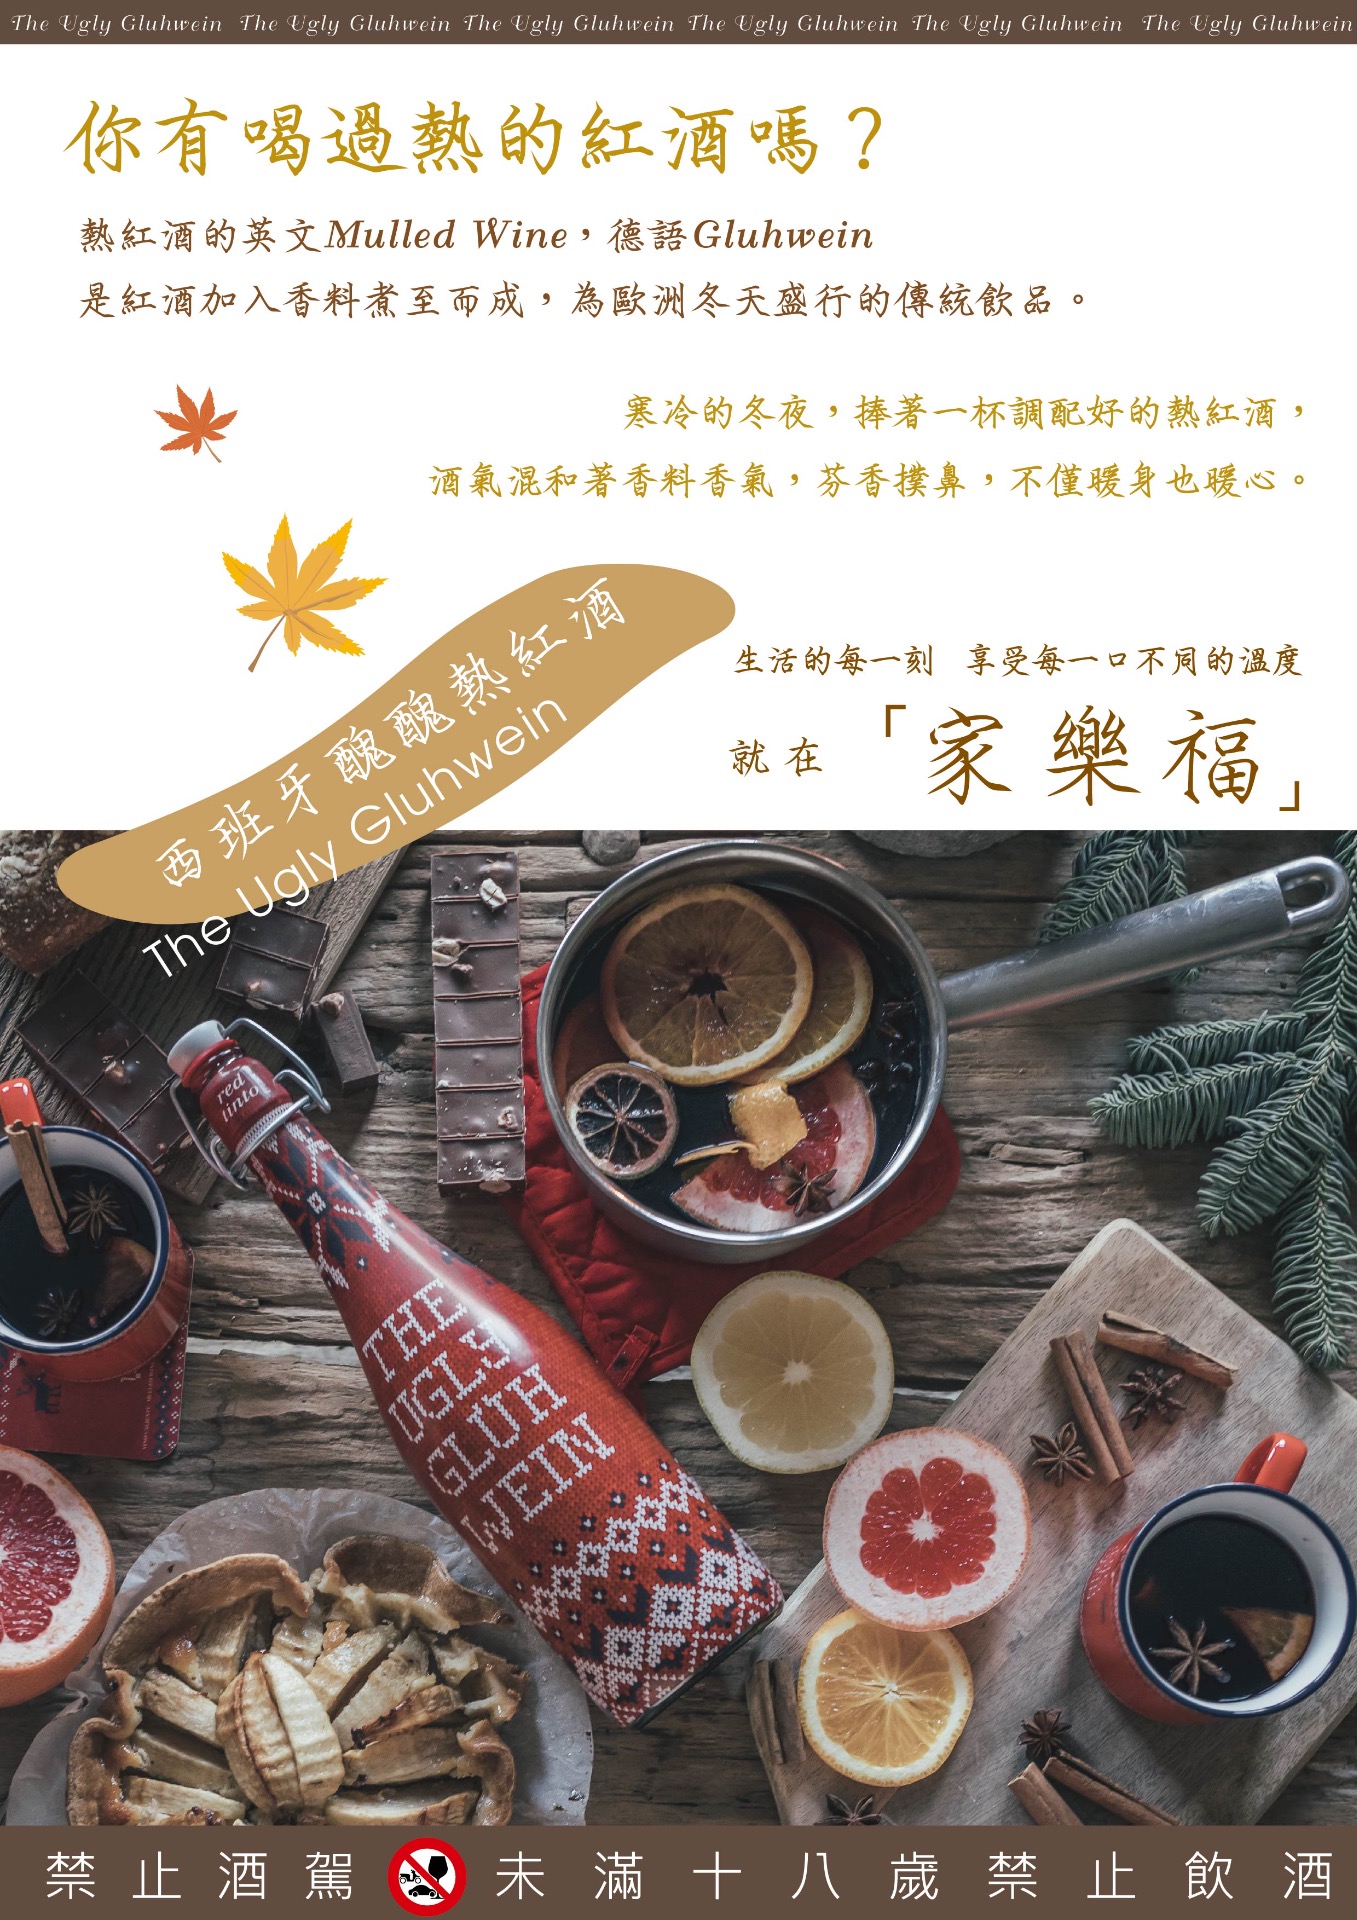 The Ugly Gluhwein The Ugly Gluhwein The Ugly Gluhwein The Ugly Gluhwein The Ugly Gluhwein The Ugly Gluhwein
你有喝過熱的紅酒嗎？
熱紅酒的英文Mulled Wine，德語Gluhwein
是紅酒加入香料煮至而成，為歐洲冬天盛行的傳統飲品。
寒冷的冬夜，捧著一杯調配好的熱紅酒，
酒氣混和著香料香氣，芬香撲鼻，不僅暖身也暖心。
西班牙醜醜熱紅酒
The Ugly Gluhwein
生活的每一刻 享受每一口不同的溫度
就在「家樂福」
red
tinto
THE
UGLY
GLUH
WEIN
禁止酒駕 未滿十八歲禁止飲酒